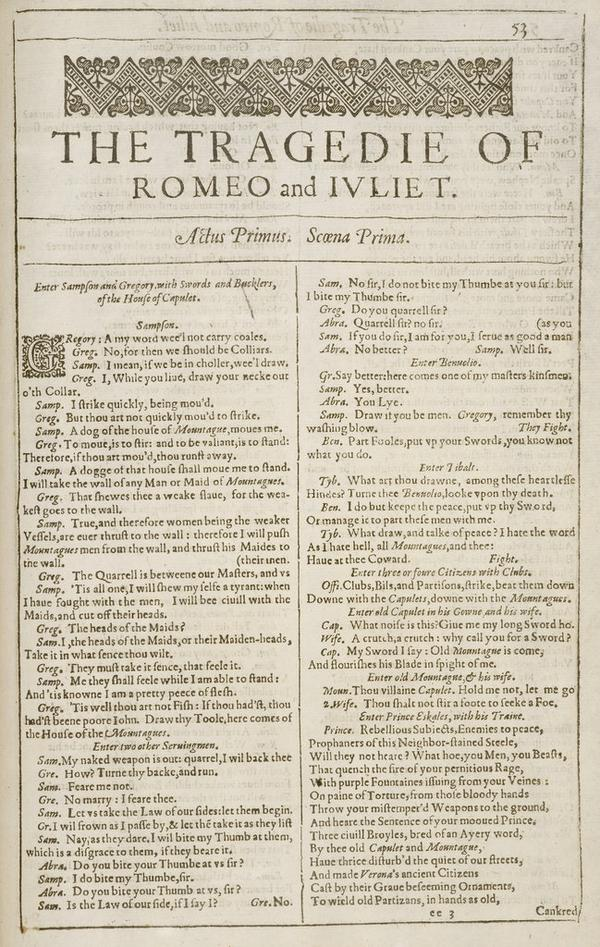 53
THE TRAGEDIE OF
ROMEO and IVLIET.
Actus Primus. Scœna Prima.
Enter Sampson and Gregory, with Swords and Bucklers,
of the House of Capulet.
Sampson.
GRegory: A my word wee'l not carry coales.
Greg. No, for then we should be Colliars.
Samp. I mean, if we be in choller, wee'l draw.
Greg. I, While you liue, draw your necke out
o'th Collar.
Samp. I strike quickly, being mou'd.
Greg. But thou art not quickly mou'd to strike.
Samp. A dog of the house of Mountague, moues me.
Greg. To moue, is to stir: and to be valiant, is to stand:
Therefore, if thou art mou'd, thou runst away.
Samp. A dogge of that house shall moue me to stand.
I will take the wall of any Man or Maid of Mountagues.
Greg. That shewes thee a weake slaue, for the wea-
kest goes to the wall.
Samp. True, and therefore women being the weaker
Vessels, are euer thrust to the wall: therefore I will push
Mountagues men from the wall, and thrust his Maides to
the wall. (their men.
Greg. The Quarrell is betweene our Masters, and vs
Samp. 'Tis all one, I will shew my selfe a tyrant: when
I haue fought with the men, I will bee ciuill with the
Maids, and cut off their heads.
Greg. The heads of the Maids?
Sam. I, the heads of the Maids, or their Maiden-heads,
Take it in what sence thou wilt.
Greg. They must take it sence, that feele it.
Samp. Me they shall feele while I am able to stand:
And 'tis knowne I am a pretty peece of flesh.
Greg. 'Tis well thou art not Fish: If thou had'st, thou
had'st beene poore Iohn. Draw thy Toole, here comes of
the House of the Mountagues.
Enter two other Seruingmen.
Sam. My naked weapon is out: quarrel, I wil back thee
Gre. How? Turne thy backe, and run.
Sam. Feare me not.
Gre. No marry: I feare thee.
Sam. Let vs take the Law of our sides: let them begin.
Gr. I wil frown as I passe by, & let thē take it as they list
Sam. Nay, as they dare. I wil bite my Thumb at them,
which is a disgrace to them, if they beare it.
Abra. Do you bite your Thumbe at vs sir?
Samp. I do bite my Thumbe, sir.
Abra. Do you bite your Thumb at vs, sir?
Sam. Is the Law of our side, if I say I? Gre. No.
Sam. No sir, I do not bite my Thumbe at you sir: but
I bite my Thumbe sir.
Greg. Do you quarrell sir?
Abra. Quarrell sir? no sir. (as you
Sam. If you do sir, I am for you, I serue as good a man
Abra. No better? Samp. Well sir.
Enter Benuolio.
Gr. Say better: here comes one of my masters kinsmen.
Samp. Yes, better.
Abra. You Lye.
Samp. Draw if you be men. Gregory, remember thy
washing blow. They Fight.
Ben. Part Fooles, put vp your Swords, you know not
what you do.
Enter Tibalt.
Tyb. What art thou drawne, among these heartlesse
Hindes? Turne thee Benuolio, looke vpon thy death.
Ben. I do but keepe the peace, put vp thy Sword,
Or manage it to part these men with me.
Tyb. What draw, and talke of peace? I hate the word
As I hate hell, all Mountagues, and thee:
Haue at thee Coward. Fight.
Enter three or foure Citizens with Clubs.
Offi. Clubs, Bils, and Partisons, strike, beat them down
Downe with the Capulets, downe with the Mountagues.
Enter old Capulet in his Gowne, and his wife.
Cap. What noise is this? Giue me my long Sword ho.
Wife. A crutch, a crutch: why call you for a Sword?
Cap. My Sword I say: Old Mountague is come,
And flourishes his Blade in spight of me.
Enter old Mountague, & his wife.
Moun. Thou villaine Capulet. Hold me not, let me go
2. Wife. Thou shalt not stir a foote to seeke a Foe.
Enter Prince Eskales, with his Traine.
Prince. Rebellious Subiects, Enemies to peace,
Prophaners of this Neighbor-stained Steele,
Will they not heare? What hoe, you Men, you Beasts,
That quench the fire of your pernitious Rage,
With purple Fountaines issuing from your Veines:
On paine of Torture, from those bloody hands
Throw your mistemper'd Weapons to the ground,
And heare the Sentence of your mooued Prince.
Three ciuill Broyles, bred of an Ayery word,
By thee old Capulet and Mountague,
Haue thrice disturb'd the quiet of our streets,
And made Verona's ancient Citizens
Cast by their Graue beseeming Ornaments,
To wield old Partizans, in hands as old,
ee 3 Cankred